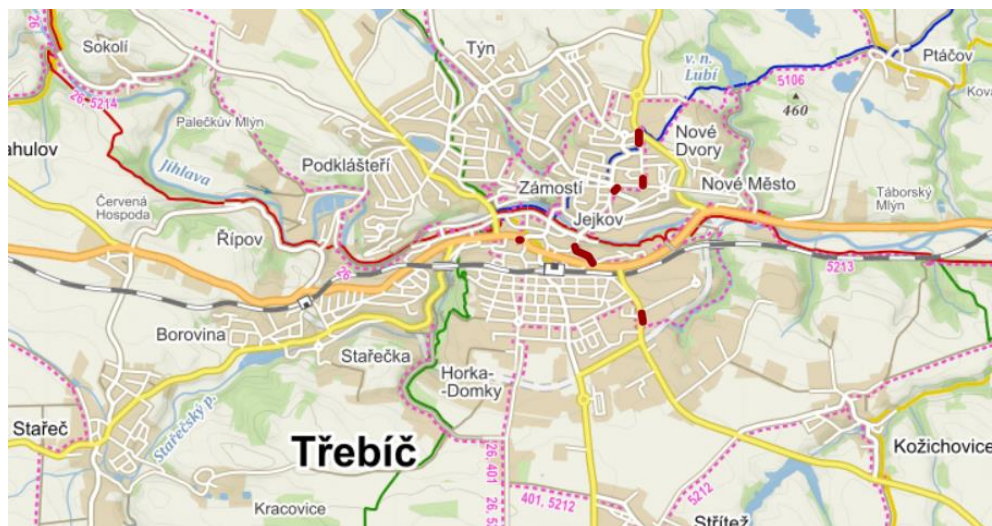 26
Sokolí
Týn
v. n.
Lubí
Ptáčov
5106
26, 5214
Palečkův Mlýn
460
Nové
Dvory
ahulov
Jihlava
Podklášteří
Zámostí
Nové Město
Červená
Hospoda
Jejkov
Táborský
Mlýn
Řípov
26
5213
Borovina
Stařečka
Horka-
-Domky
Stařeč
Stařečský p.
Třebíč
Kožichovice
26,401
401, 5212
5212
Kracovice
Střítež